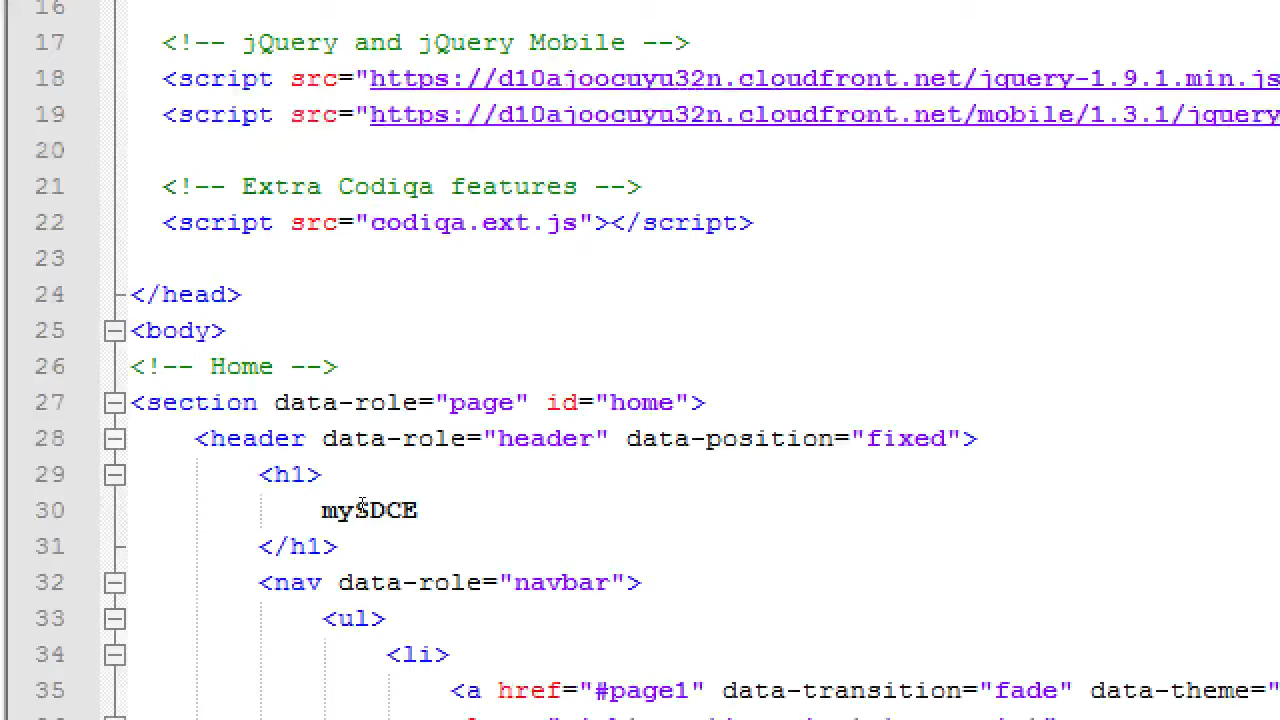 16
17 <!-- jQuery and jQuery Mobile -->
18 <script src="https://d10ajoocuyu32n.cloudfront.net/jquery-1.9.1.min.js
19 <script src="https://d10ajoocuyu32n.cloudfront.net/mobile/1.3.1/jquery
20
21 <!-- Extra Codiqa features -->
22 <script src="codiqa.ext.js"></script>
23
24 </head>
25 <body>
26 <!-- Home -->
27 <section data-role="page" id="home">
28 <header data-role="header" data-position="fixed">
29 <h1>
30 mySDCE
31 </h1>
32 <nav data-role="navbar">
33 <ul>
34 <li>
35 <a href="#page1" data-transition="fade" data-theme="